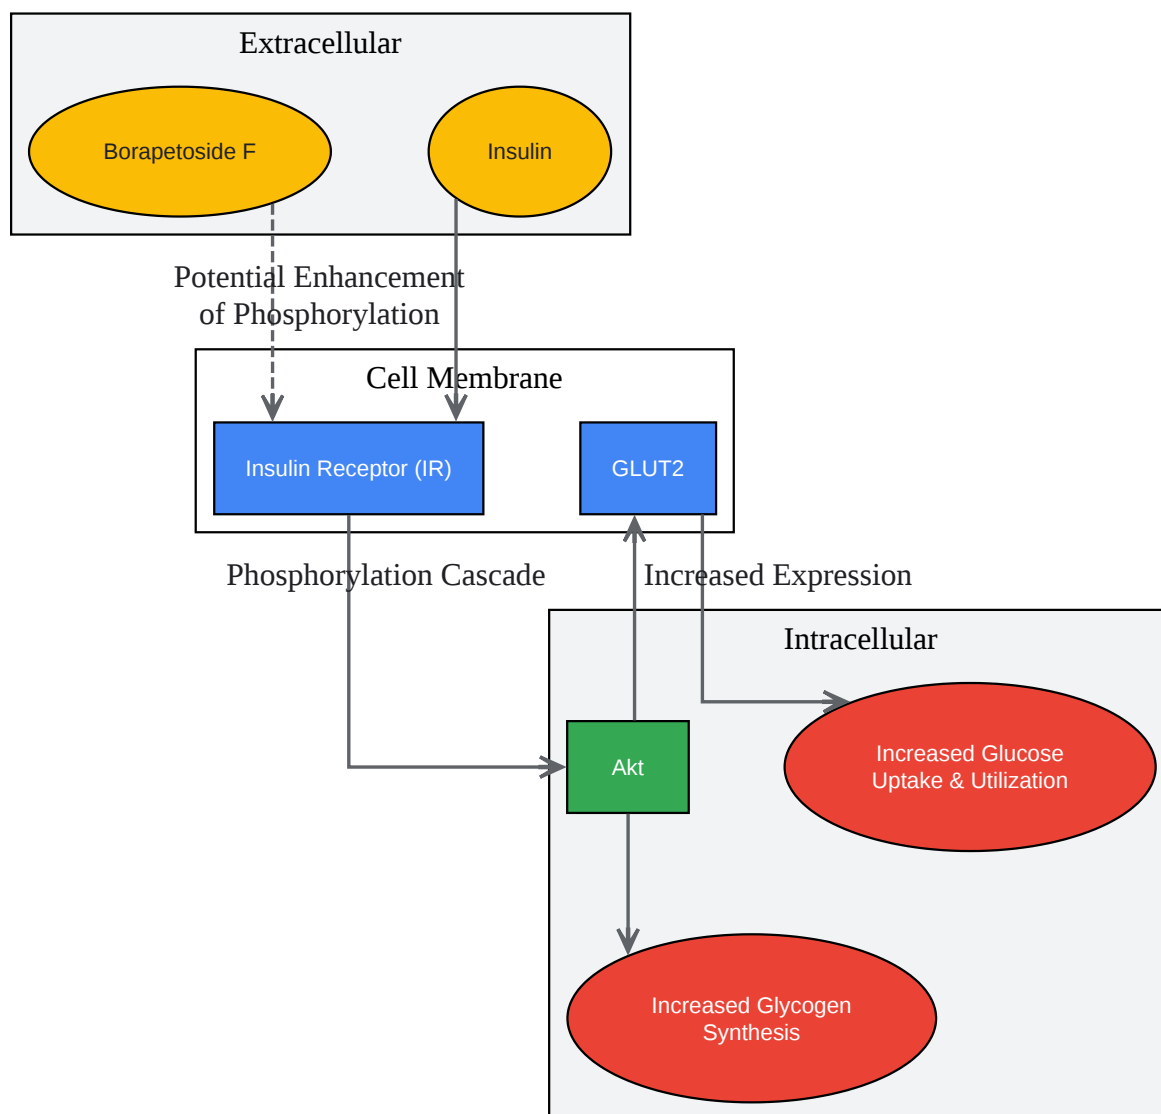 Extracellular
Borapetoside F
Insulin
Potential Enhancement
of Phosphorylation
Cell Membrane
Insulin Receptor (IR)
GLUT2
Phosphorylation Cascade
Increased Expression
Intracellular
Akt
Increased Glucose
Uptake & Utilization
Increased Glycogen
Synthesis